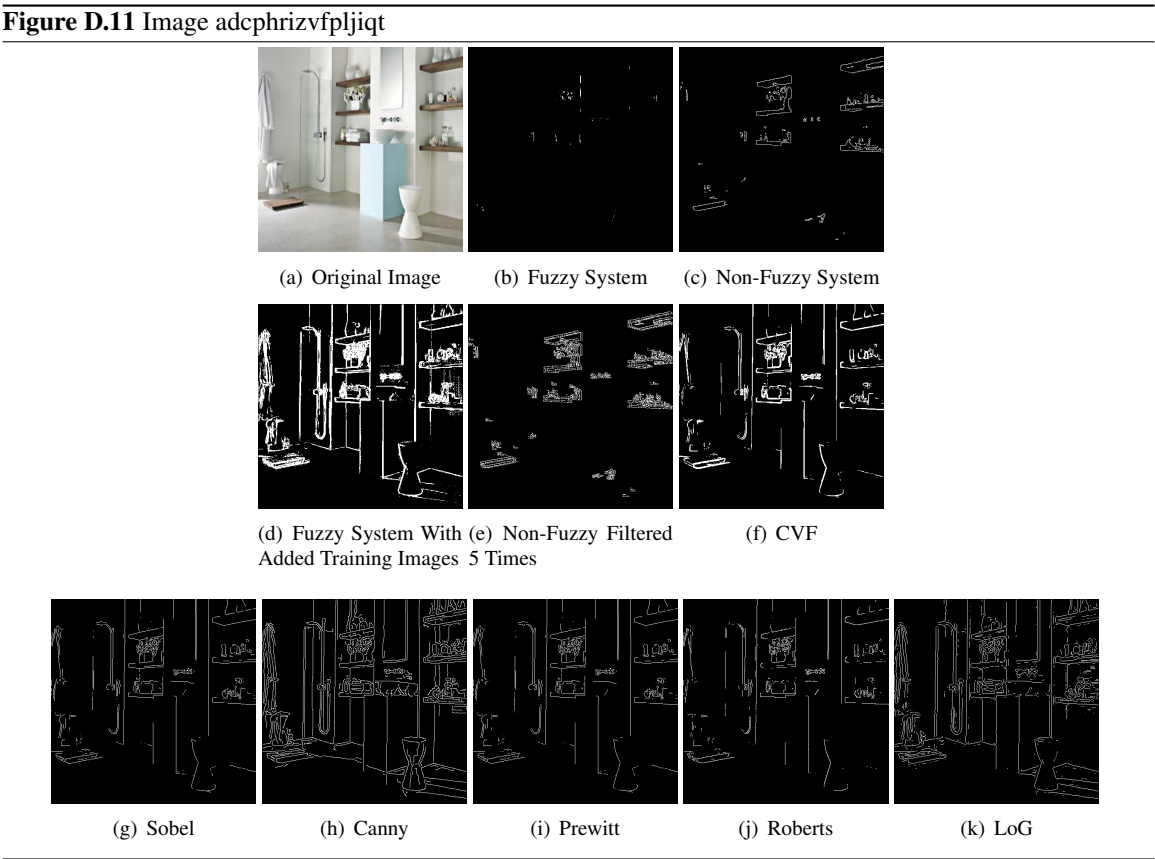 Figure D.11 Image adcphrizvfpljiqt
(a) Original Image
(b) Fuzzy System
(c) Non-Fuzzy System
(d) Fuzzy System With
Added Training Images
(e) Non-Fuzzy Filtered
5 Times
(f) CVF
(g) Sobel
(h) Canny
(i) Prewitt
(j) Roberts
(k) LoG